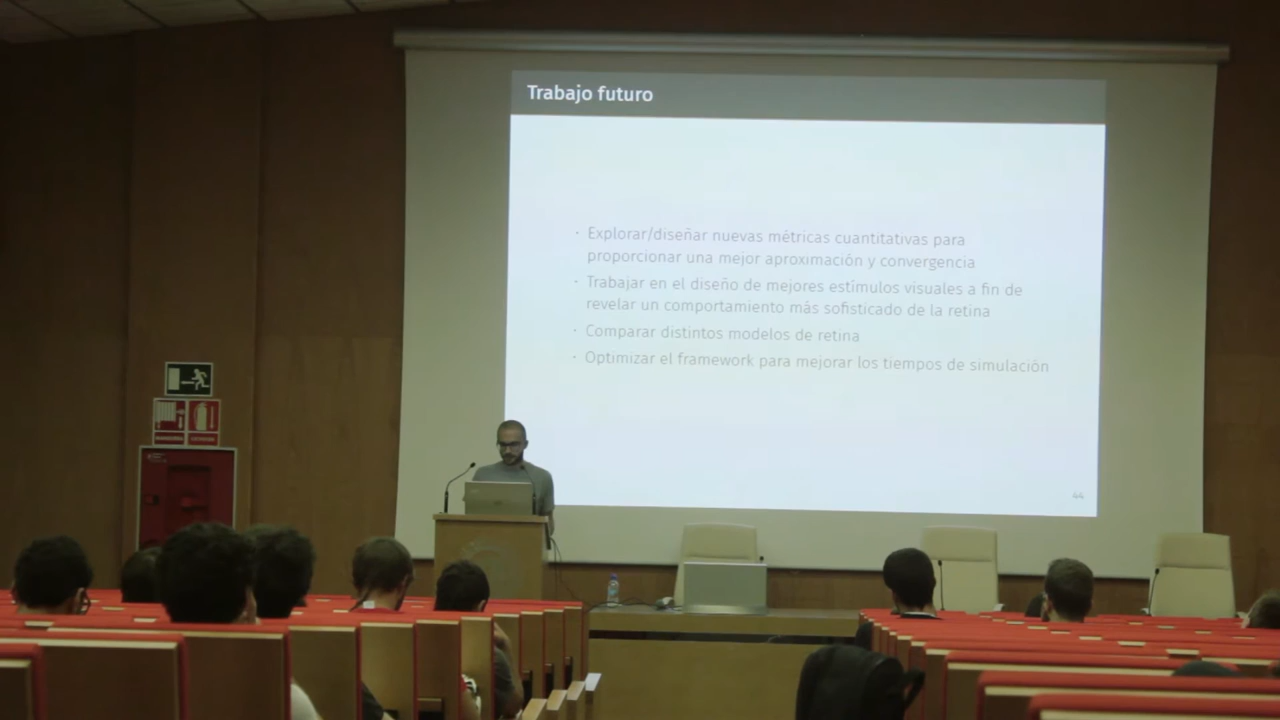 Trabajo futuro
· Explorar/diseñar nuevas métricas cuantitativas para
proporcionar una mejor aproximación y convergencia
· Trabajar en el diseño de mejores estímulos visuales a fin de
revelar un comportamiento más sofisticado de la retina
· Comparar distintos modelos de retina
· Optimizar el framework para mejorar los tiempos de simulación
44